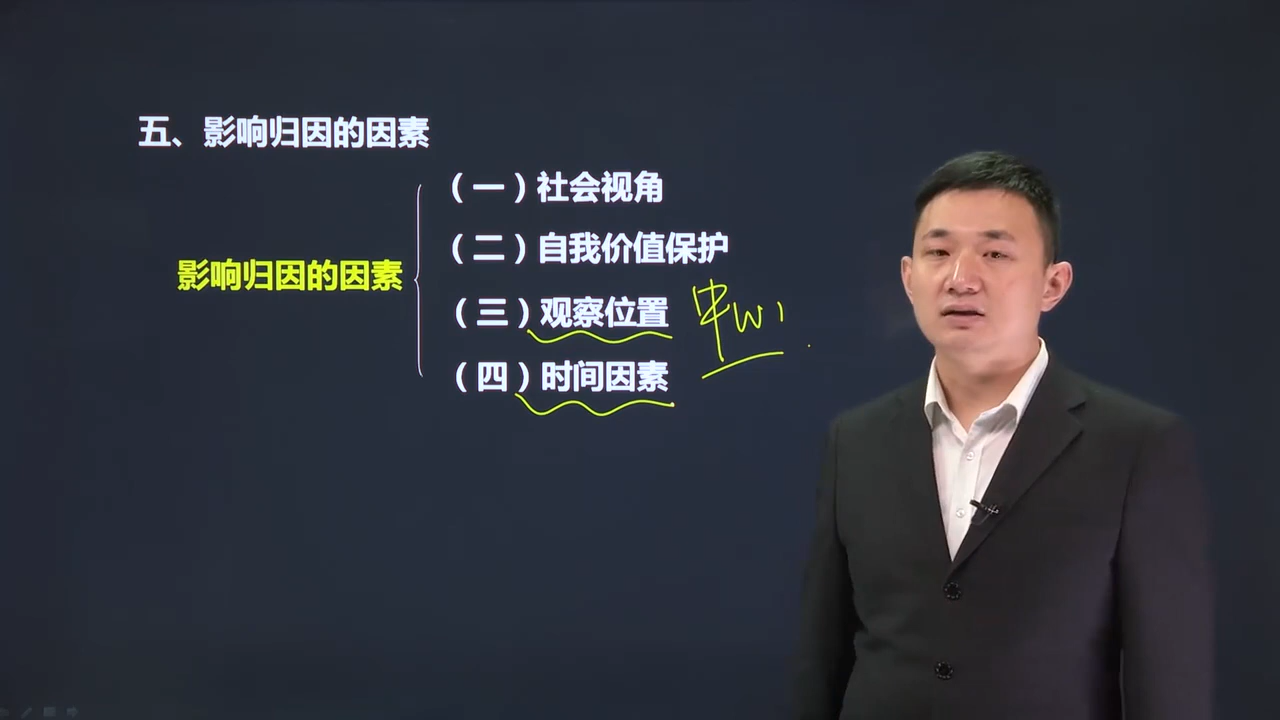 五、影响归因的因素
影响归因的因素
（一）社会视角
（二）自我价值保护
（三）观察位置
（四）时间因素